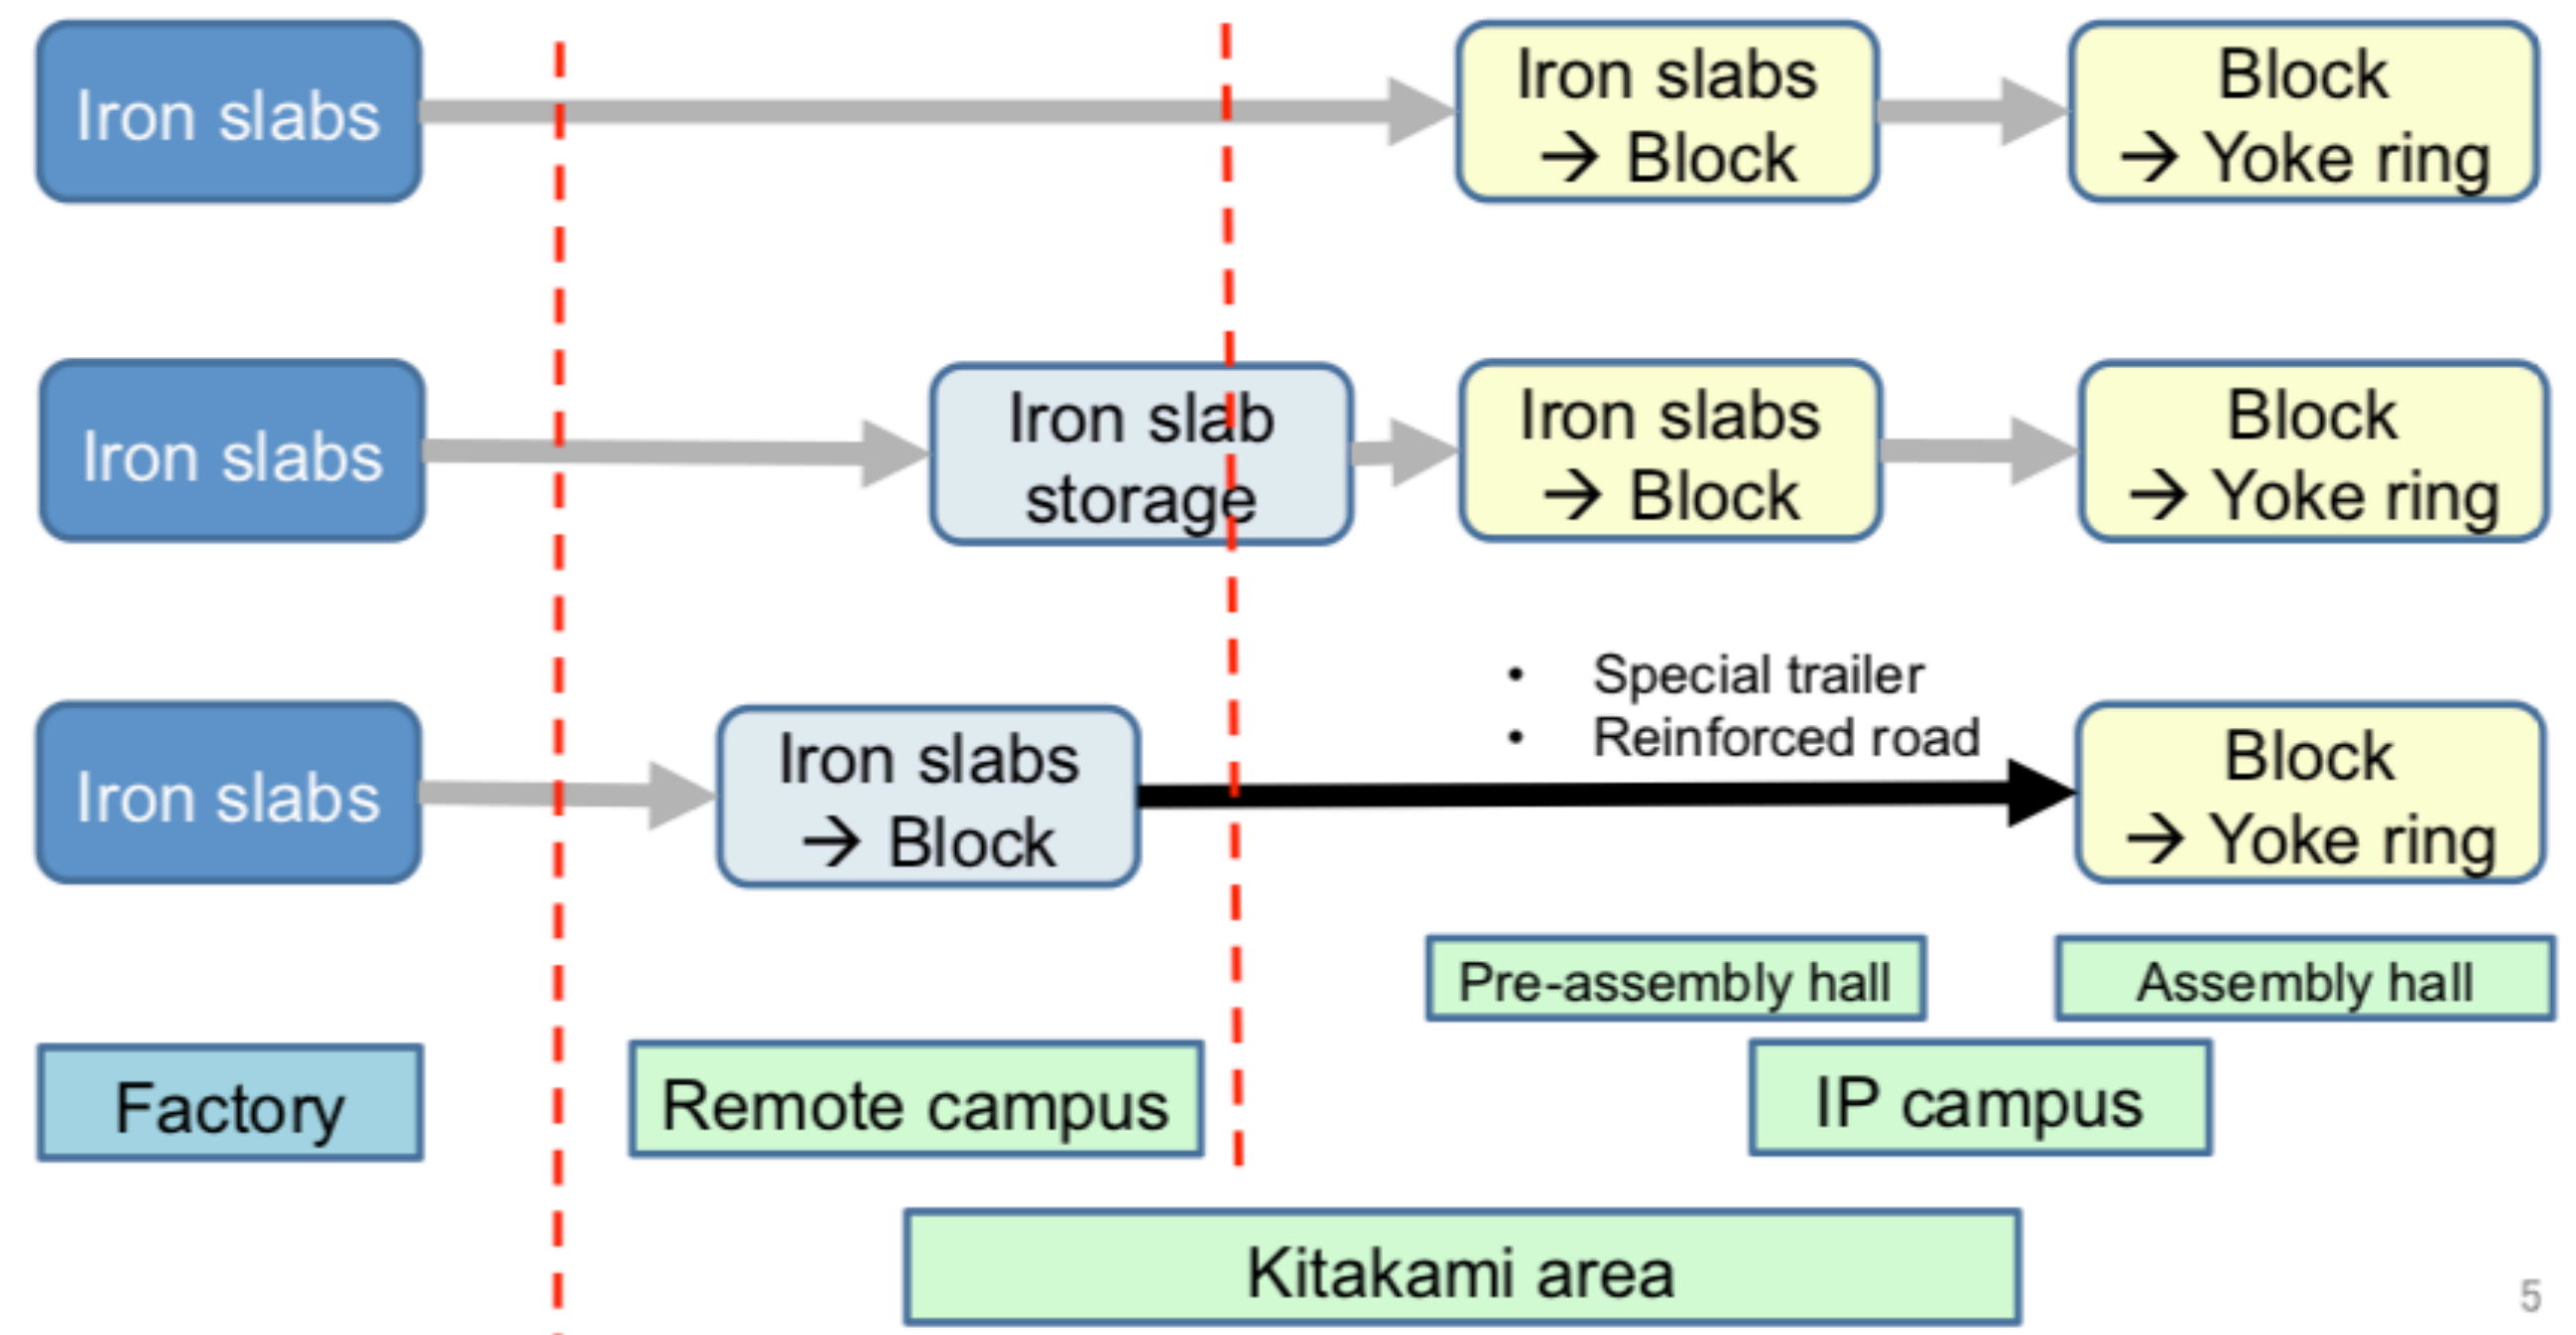 Iron slabs
Iron slabs
→ Block
Block
→ Yoke ring
Iron slabs
Iron slab
storage
Iron slabs
→ Block
Block
→ Yoke ring
• Special trailer
• Reinforced road
Iron slabs
Iron slabs
→ Block
Block
→ Yoke ring
Pre-assembly hall
Assembly hall
Factory
Remote campus
IP campus
Kitakami area
5